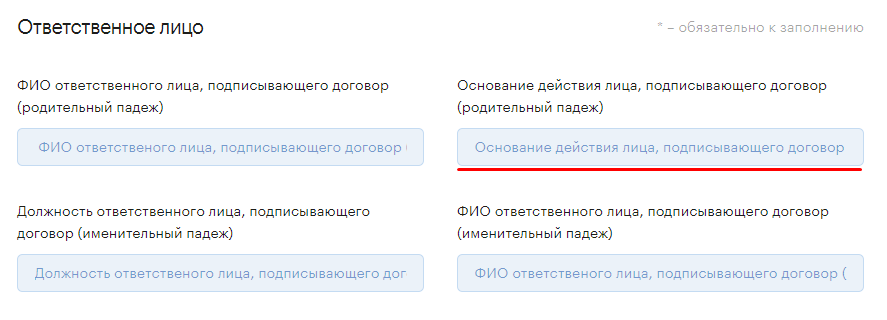 Ответственное лицо
* – обязательно к заполнению
ФИО ответственного лица, подписывающего договор
(родительный падеж)
ФИО ответственого лица, подписывающего договор (
Основание действия лица, подписывающего договор
(родительный падеж)
Основание действия лица, подписывающего договор
Должность ответственного лица, подписывающего
договор (именительный падеж)
Должность ответственого лица, подписывающего дог
ФИО ответственного лица, подписывающего договор
(именительный падеж)
ФИО ответственого лица, подписывающего договор (